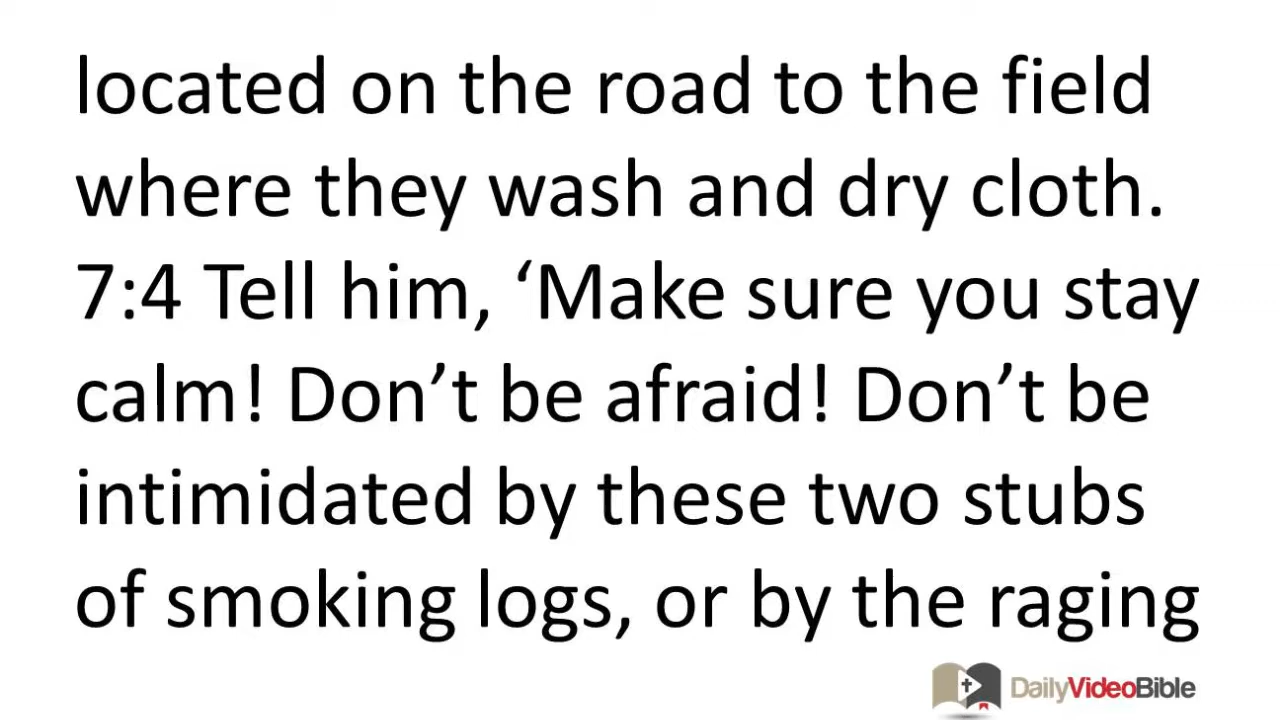 located on the road to the field
where they wash and dry cloth.
7:4 Tell him, ‘Make sure you stay
calm! Don’t be afraid! Don’t be
intimidated by these two stubs
of smoking logs, or by the raging
DailyVideoBible